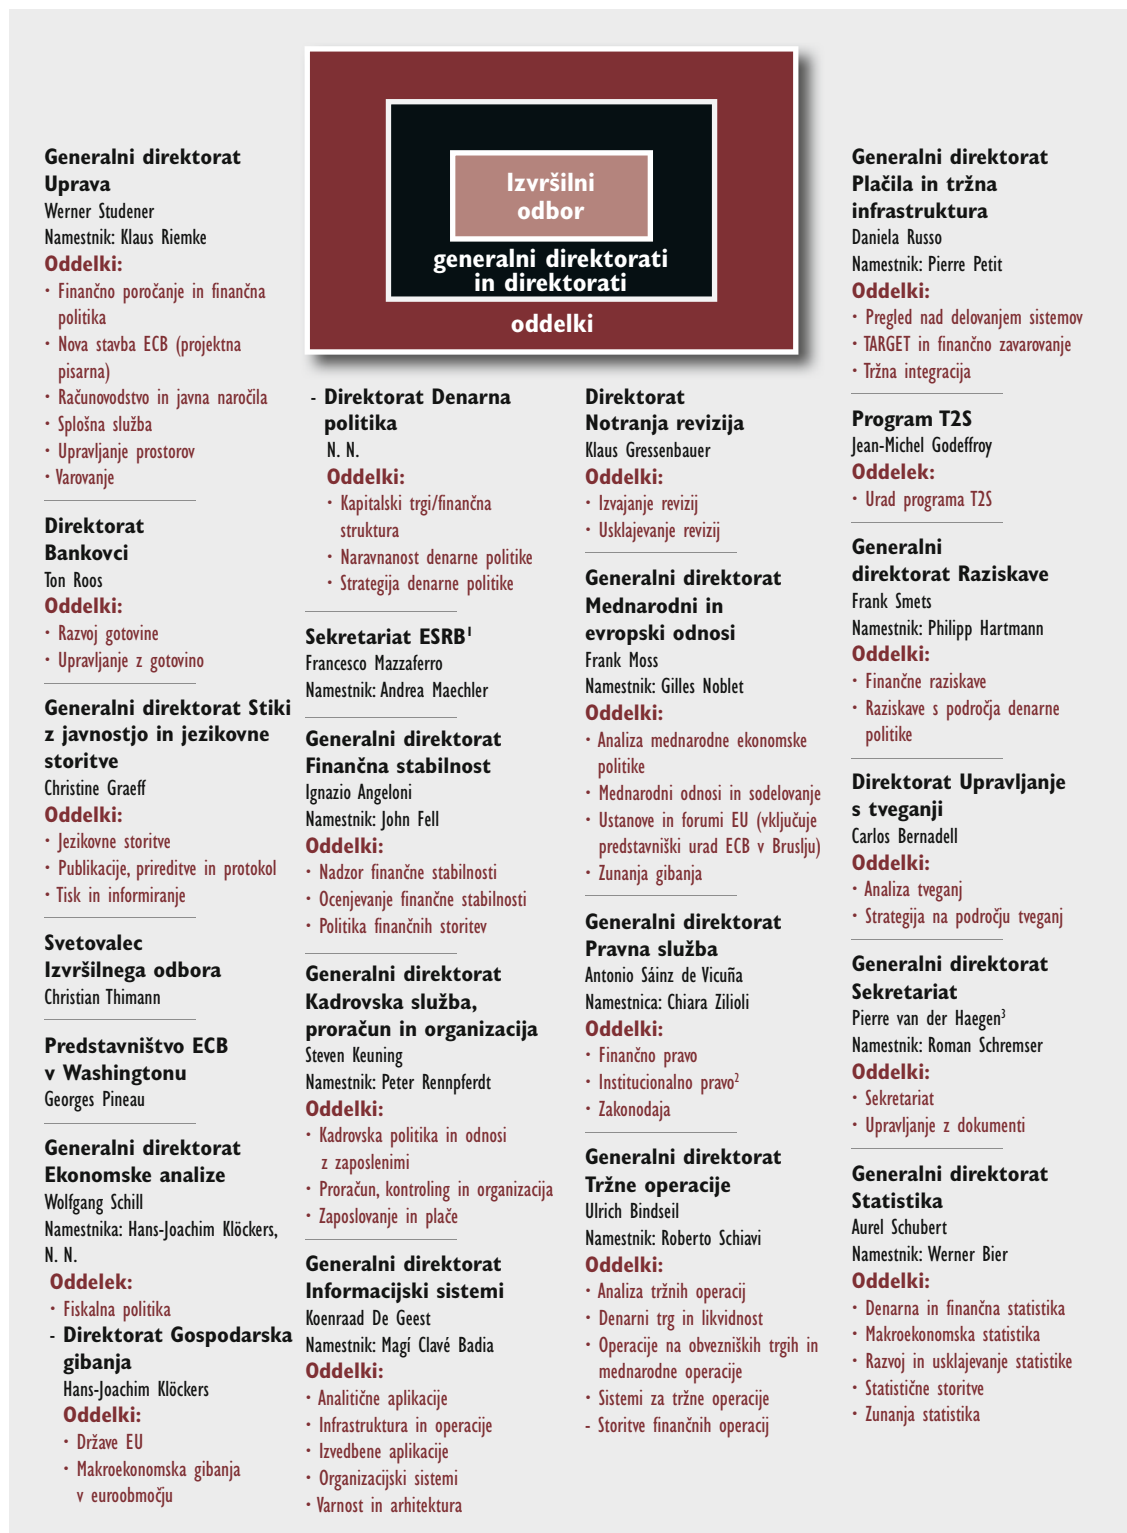 Izvršilni
odbor
generalni direktorati
in direktorati
oddelki
Generalni direktorat
Uprava
Werner Studener
Namestnik: Klaus Riemke
Oddelki:
• Finančno poročanje in finančna
politika
• Nova stavba ECB (projektna
pisarna)
• Računovodstvo in javna naročila
• Splošna služba
• Upravljanje prostorov
• Varovanje
Direktorat
Bankovci
Ton Roos
Oddelki:
• Razvoj gotovine
• Upravljanje z gotovino
Generalni direktorat Stiki
z javnostjo in jezikovne
storitve
Christine Graeff
Oddelki:
• Jezikovne storitve
• Publikacije, prireditve in protokol
• Tisk in informiranje
Svetovalec
Izvršilnega odbora
Christian Thimann
Predstavništvo ECB
v Washingtonu
Georges Pineau
Generalni direktorat
Ekonomske analize
Wolfgang Schill
Namestnika: Hans-Joachim Klöckers,
N. N.
Oddelek:
• Fiskalna politika
- Direktorat Gospodarska
gibanja
Hans-Joachim Klöckers
Oddelki:
• Države EU
• Makroekonomska gibanja
v euroobmočju
- Direktorat Denarna
politika
N. N.
Oddelki:
• Kapitalski trgi/finančna
struktura
• Naravnanost denarne politike
• Strategija denarne politike
Sekretariat ESRB¹
Francesco Mazzaferro
Namestnik: Andrea Maechler
Generalni direktorat
Finančna stabilnost
Ignazio Angeloni
Namestnik: John Fell
Oddelki:
• Nadzor finančne stabilnosti
• Ocenjevanje finančne stabilnosti
• Politika finančnih storitev
Generalni direktorat
Kadrovska služba,
proračun in organizacija
Steven Keuning
Namestnik: Peter Rennpferdt
Oddelki:
• Kadrovska politika in odnosi
z zaposlenimi
• Proračun, kontroling in organizacija
• Zaposlovanje in plače
Generalni direktorat
Informacijski sistemi
Koenraad De Geest
Namestnik: Magí Clavé Badia
Oddelki:
• Analitične aplikacije
• Infrastruktura in operacije
• Izvedbene aplikacije
• Organizacijski sistemi
• Varnost in arhitektura
Direktorat
Notranja revizija
Klaus Gressenbauer
Oddelki:
• Izvajanje revizij
• Usklajevanje revizij
Generalni direktorat
Mednarodni in
evropski odnosi
Frank Moss
Namestnik: Gilles Noblet
Oddelki:
• Analiza mednarodne ekonomske
politike
• Mednarodni odnosi in sodelovanje
• Ustanove in forumi EU (vključuje
predstavniški urad ECB v Bruslju)
• Zunanja gibanja
Generalni direktorat
Pravna služba
Antonio Sáinz de Vicuña
Namestnica: Chiara Zilioli
Oddelki:
• Finančno pravo
• Institucionalno pravo²
• Zakonodaja
Generalni direktorat
Tržne operacije
Ulrich Bindseil
Namestnik: Roberto Schiavi
Oddelki:
• Analiza tržnih operacij
• Denarni trg in likvidnost
• Operacije na obvezniških trgih in
mednarodne operacije
• Sistemi za tržne operacije
- Storitve finančnih operacij
Generalni direktorat
Plačila in tržna
infrastruktura
Daniela Russo
Namestnik: Pierre Petit
Oddelki:
• Pregled nad delovanjem sistemov
• TARGET in finančno zavarovanje
• Tržna integracija
Program T2S
Jean-Michel Godeffroy
Oddelek:
• Urad programa T2S
Generalni
direktorat Raziskave
Frank Smets
Namestnik: Philipp Hartmann
Oddelki:
• Finančne raziskave
• Raziskave s področja denarne
politike
Direktorat Upravljanje
s tveganji
Carlos Bernadell
Oddelki:
• Analiza tveganj
• Strategija na področju tveganj
Generalni direktorat
Sekretariat
Pierre van der Haegen³
Namestnik: Roman Schremser
Oddelki:
• Sekretariat
• Upravljanje z dokumenti
Generalni direktorat
Statistika
Aurel Schubert
Namestnik: Werner Bier
Oddelki:
• Denarna in finančna statistika
• Makroekonomska statistika
• Razvoj in usklajevanje statistike
• Statistične storitve
• Zunanja statistika